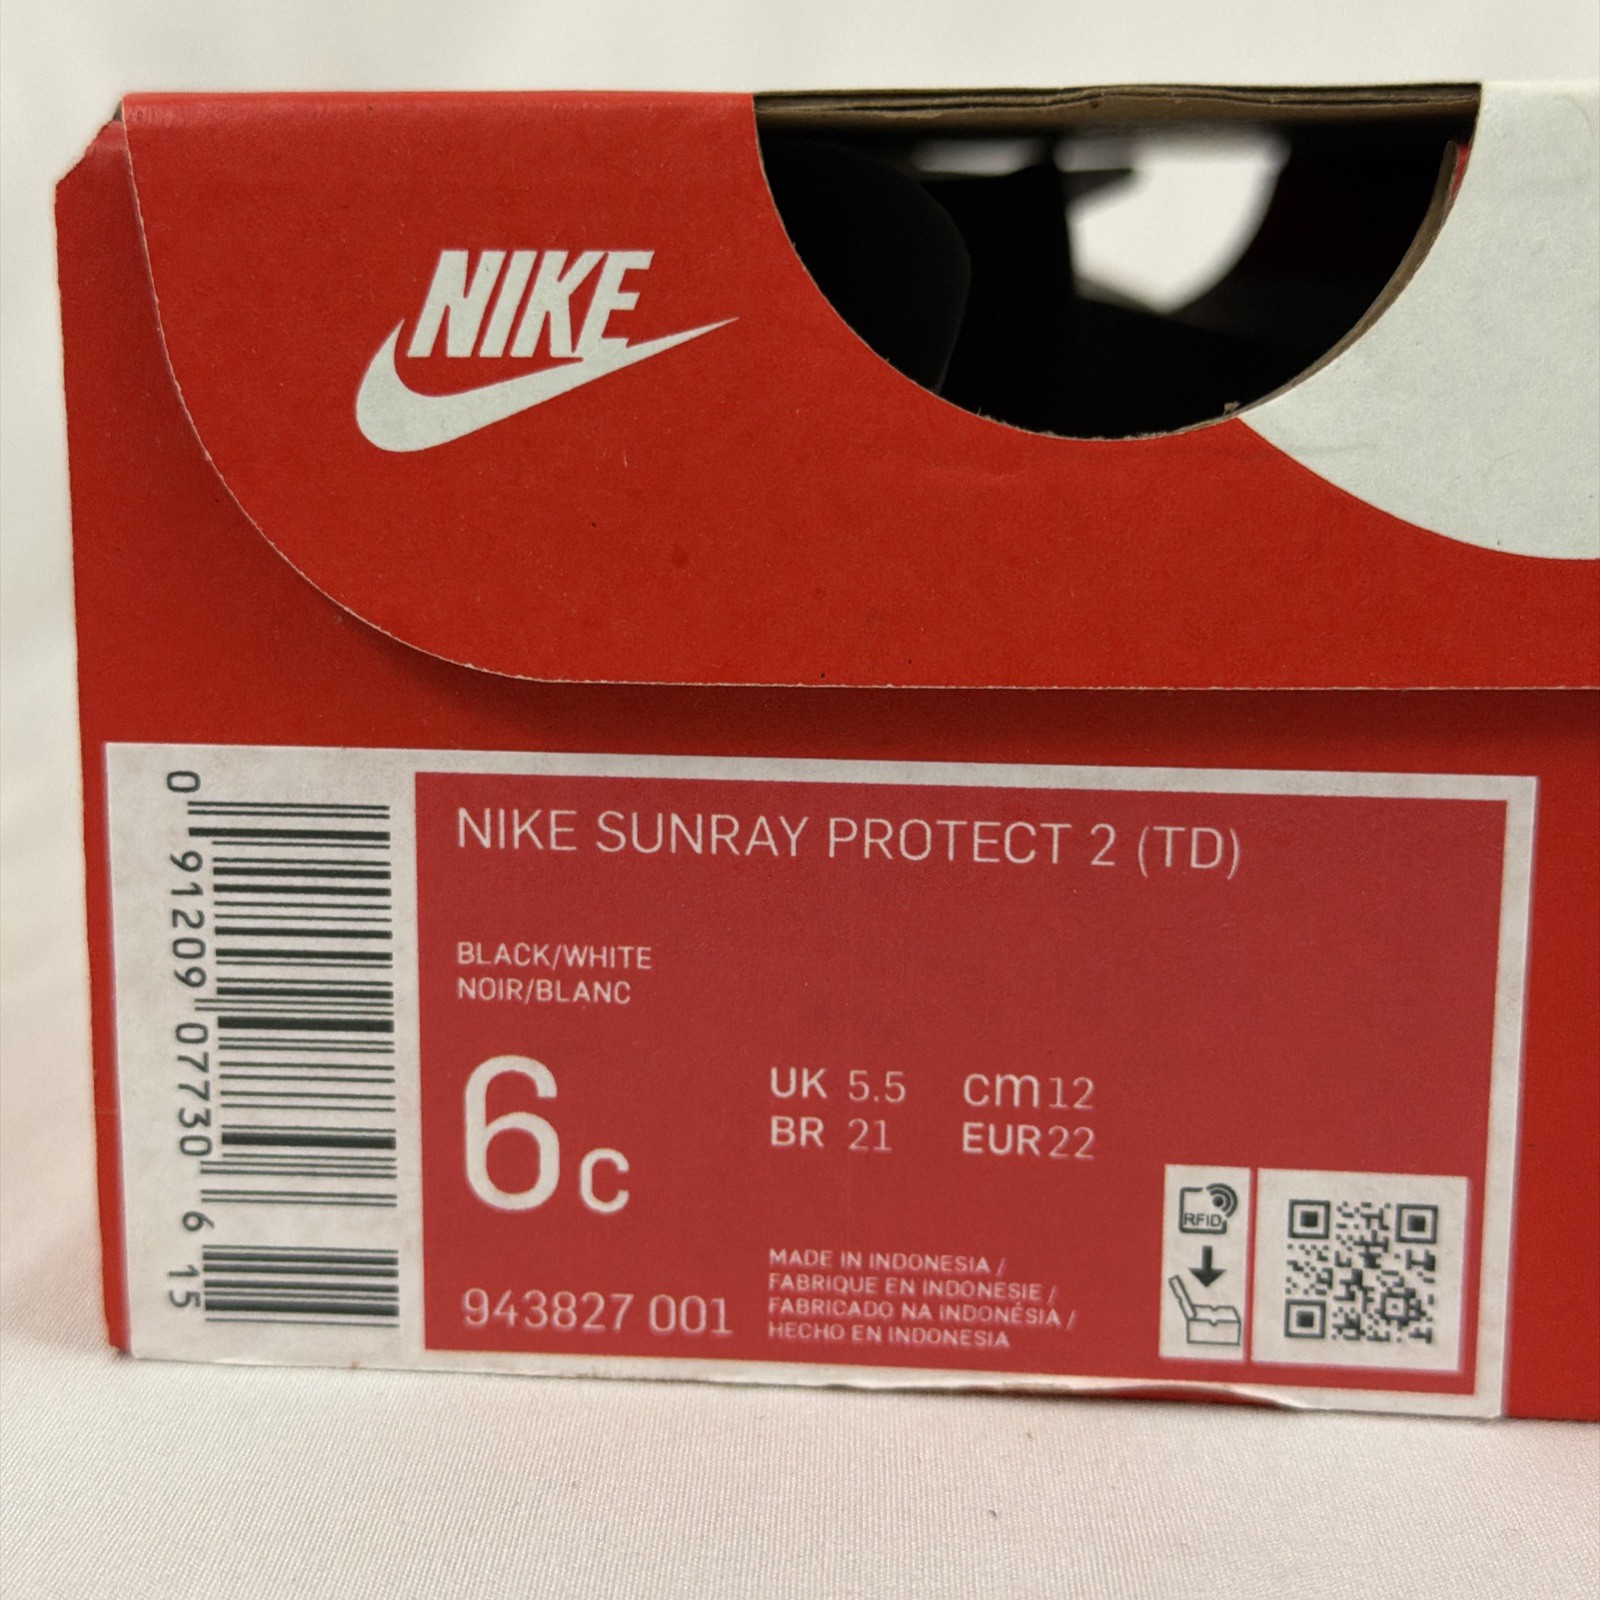 NIKE
NIKE SUNRAY PROTECT 2 (TD)
BLACK/WHITE
NOIR/BLANC
6c
UK 5.5 cm 12
BR 21 EUR 22
943827 001
MADE IN INDONESIA /
FABRIQUE EN INDONESIE /
FABRICADO NA INDONÉSIA /
HECHO EN INDONESIA
RFID
0 91209 07730 6 15